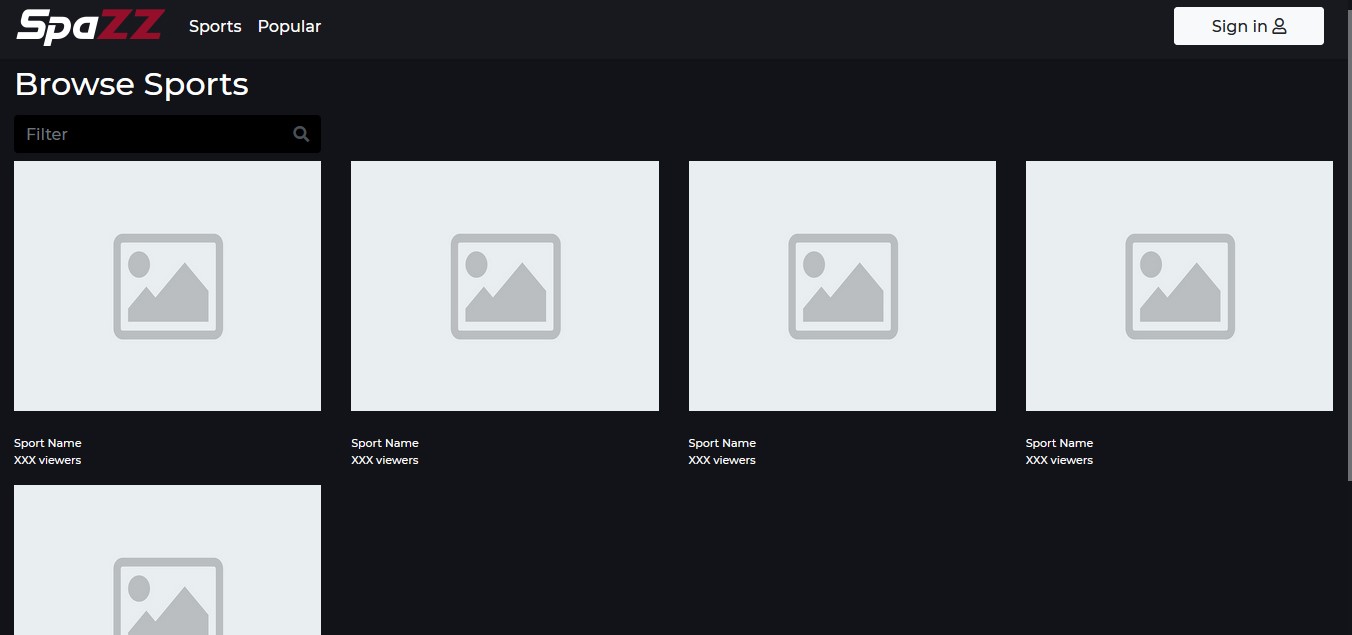 SpaZZ Sports Popular Sign in
Browse Sports
Filter
Sport Name Sport Name Sport Name Sport Name
XXX viewers XXX viewers XXX viewers XXX viewers